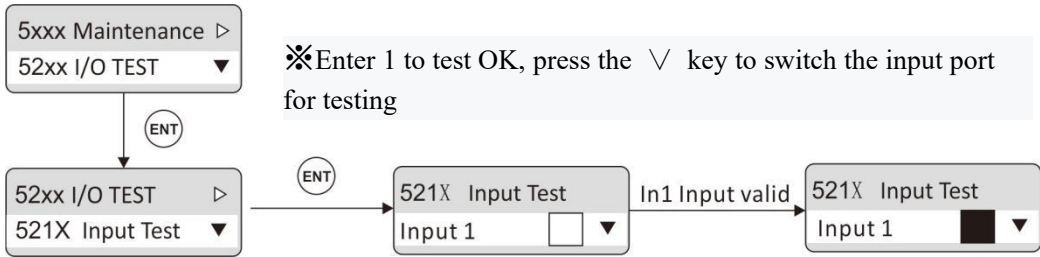 5xxx Maintenance ▷
52xx I/O TEST ▼
※Enter 1 to test OK, press the ∨ key to switch the input port
for testing
ENT
52xx I/O TEST ▷
521X Input Test ▼
ENT
521X Input Test
Input 1 ▼
In1 Input valid
521X Input Test
Input 1 ▼